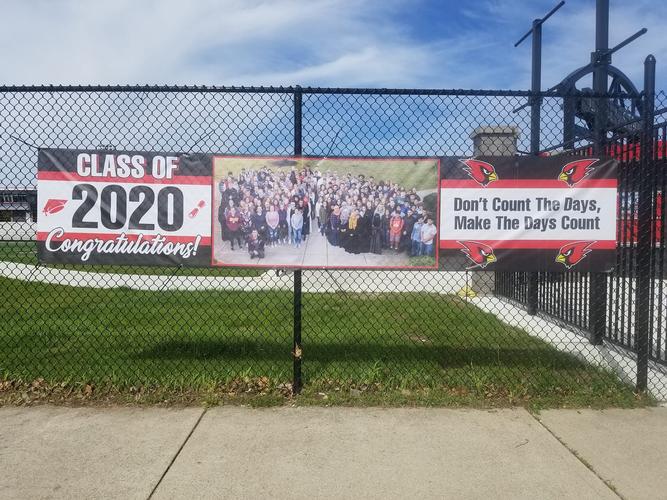 CLASS OF
2020
Congratulations!
Don't Count The Days,
Make The Days Count